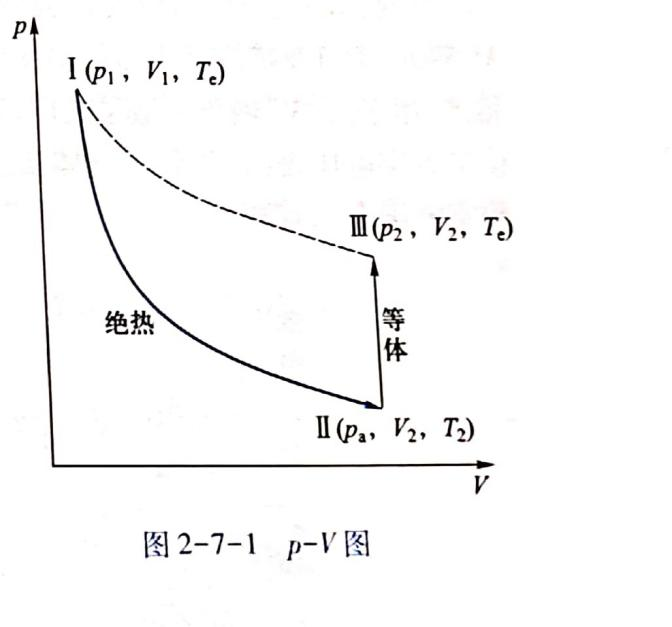 p
Ⅰ(p₁, V₁, Tₑ)
Ⅲ(p₂, V₂, Tₑ)
绝热
等
体
Ⅱ(pₐ, V₂, T₂)
V
图2-7-1 p-V图